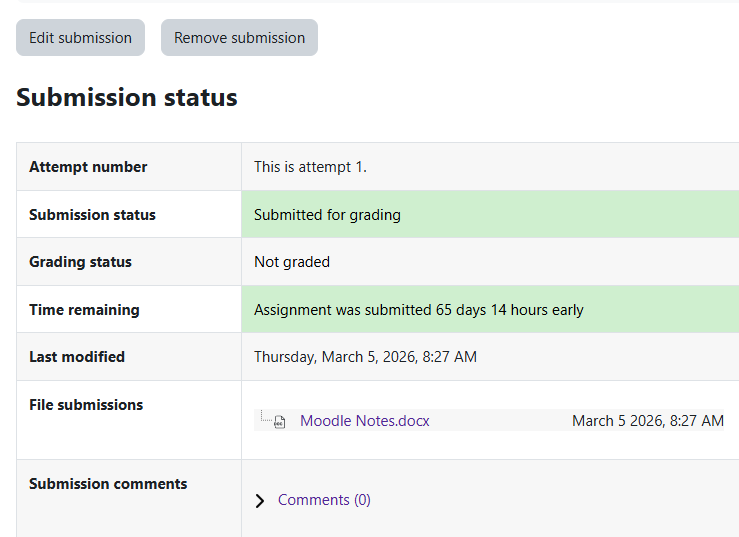 Edit submission
Remove submission
Submission status
Attempt number This is attempt 1.
Submission status Submitted for grading
Grading status Not graded
Time remaining Assignment was submitted 65 days 14 hours early
Last modified Thursday, March 5, 2026, 8:27 AM
File submissions
Moodle Notes.docx March 5 2026, 8:27 AM
Submission comments
Comments (0)